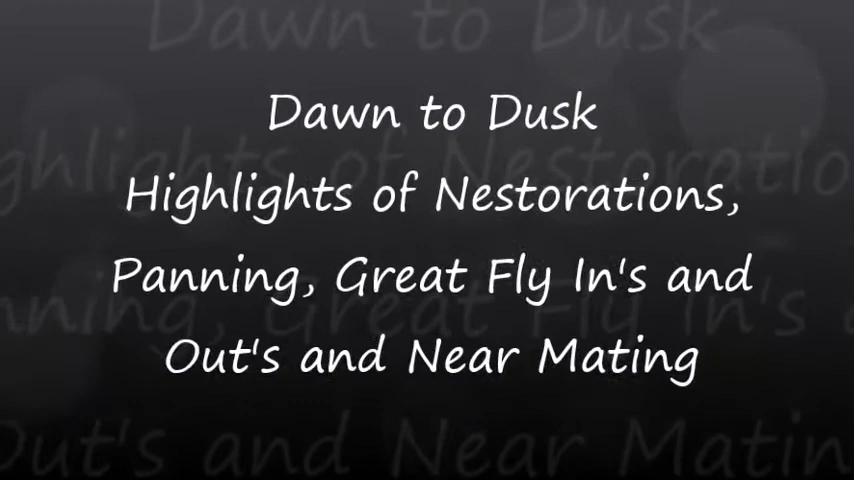 Dawn to Dusk
Highlights of Nestorations,
Panning, Great Fly In's and
Out's and Near Mating